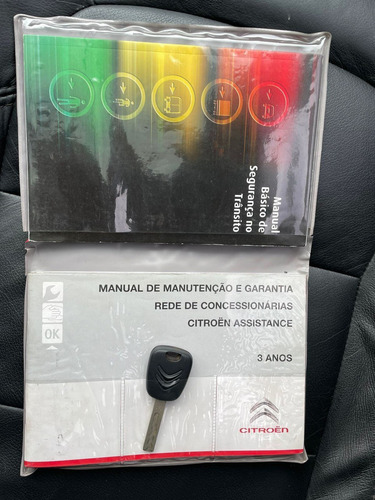 Manual
Básico de
Segurança no
Trânsito
MANUAL DE MANUTENÇÃO E GARANTIA
REDE DE CONCESSIONÁRIAS
CITROËN ASSISTANCE
OK
3 ANOS
CITROËN